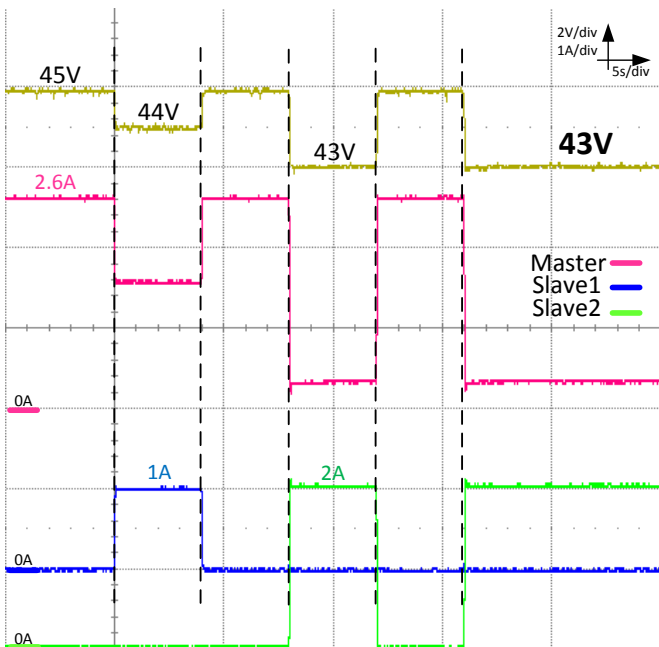 2V/div
1A/div
5s/div
45V
44V
43V
43V
2.6A
Master
Slave1
Slave2
0A
1A
2A
0A
0A